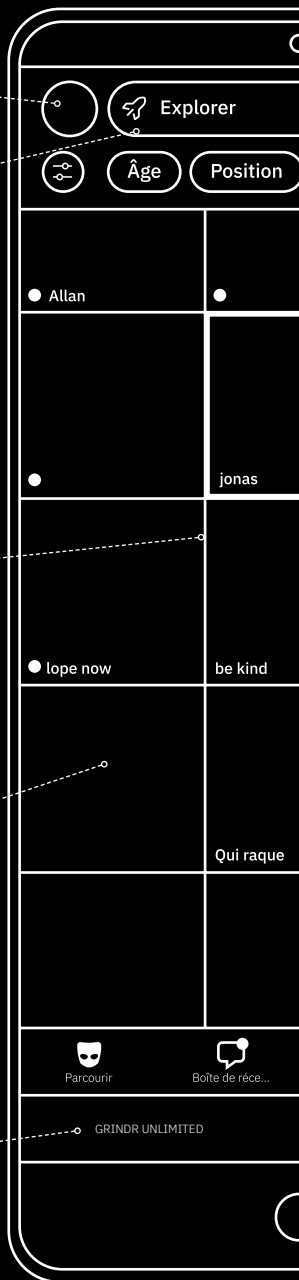 Explorer
Âge
Position
Allan
jonas
lope now
be kind
Qui raque
Parcourir
Boîte de réce...
GRINDR UNLIMITED